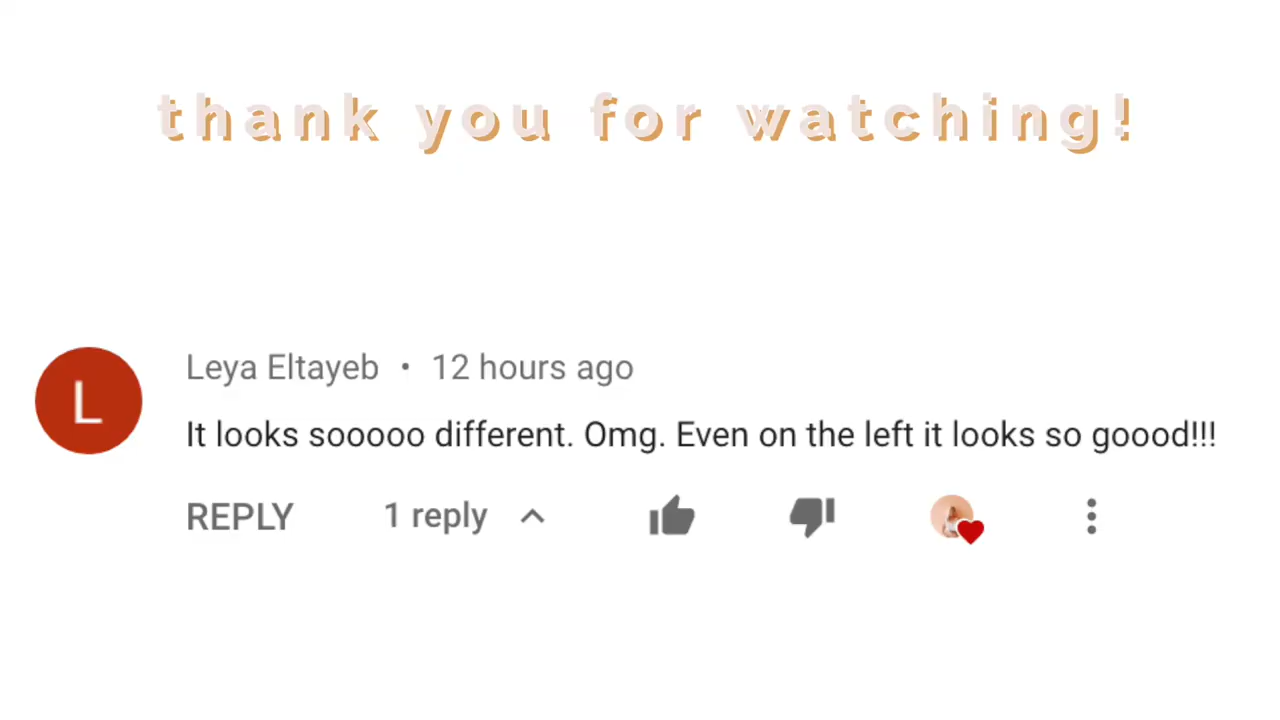 thank you for watching!
L
Leya Eltayeb • 12 hours ago
It looks sooooo different. Omg. Even on the left it looks so goood!!!
REPLY 1 reply